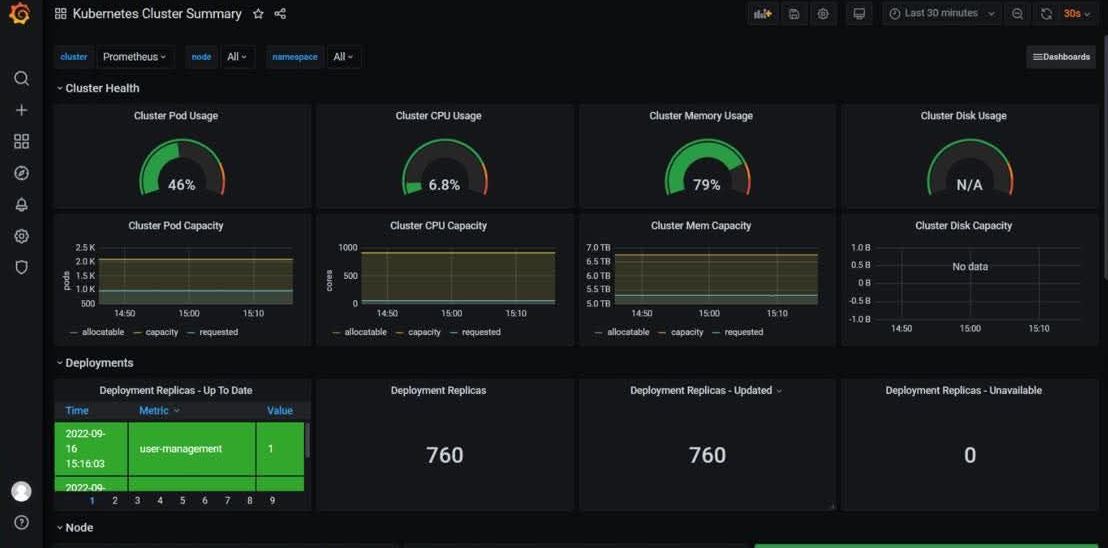 Kubernetes Cluster Summary
Last 30 minutes
30s
cluster Prometheus node All namespace All
Dashboards
Cluster Health
Cluster Pod Usage
46%
Cluster CPU Usage
6.8%
Cluster Memory Usage
79%
Cluster Disk Usage
N/A
Cluster Pod Capacity
pods
2.5 K
2.0 K
1.5 K
1.0 K
500
14:50 15:00 15:10
allocatable capacity requested
Cluster CPU Capacity
cores
1000
500
0
14:50 15:00 15:10
allocatable capacity requested
Cluster Mem Capacity
7.0 TB
6.5 TB
6.0 TB
5.5 TB
5.0 TB
14:50 15:00 15:10
allocatable capacity requested
Cluster Disk Capacity
1.0 B
0.5 B
0 B
-0.5 B
-1.0 B
No data
14:50 15:00 15:10
Deployments
Deployment Replicas - Up To Date
Time Metric Value
2022-09-
16
15:16:03
user-management
1
2022-09-
1 2 3 4 5 6 7 8 9
Deployment Replicas
760
Deployment Replicas - Updated
760
Deployment Replicas - Unavailable
0
Node